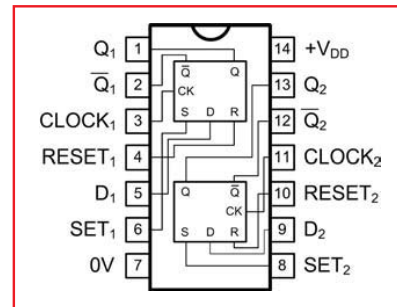 Q₁ 1 14 +V_DD
Q̅₁ 2 Q̅ Q 13 Q₂
CLOCK₁ 3 CK 12 Q̅₂
S D R
RESET₁ 4 11 CLOCK₂
D₁ 5 Q Q̅ 10 RESET₂
CK
SET₁ 6 S D R 9 D₂
0V 7 8 SET₂